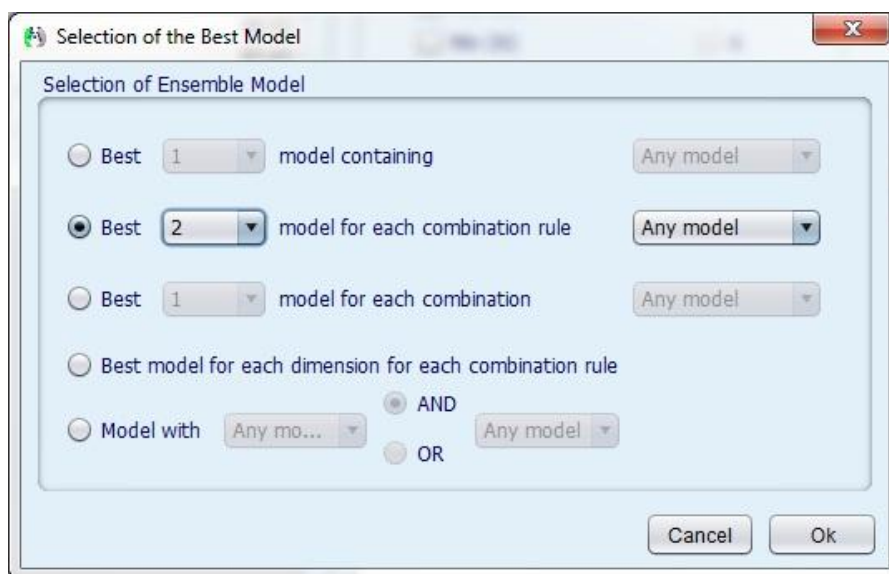 Selection of the Best Model
Selection of Ensemble Model
Best 1 model containing Any model
Best 2 model for each combination rule Any model
Best 1 model for each combination Any model
Best model for each dimension for each combination rule
AND
Model with Any mo... Any model
OR
Cancel Ok